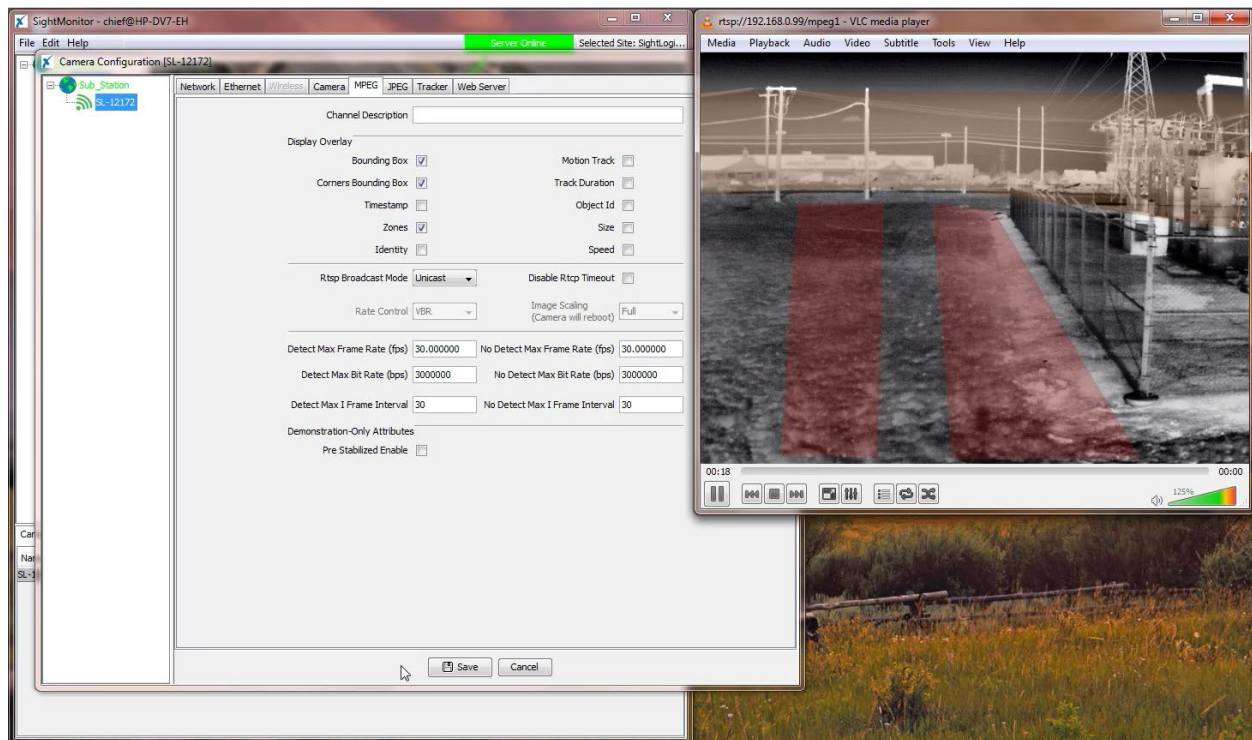 SightMonitor - chief@HP-DV7-EH
File Edit Help
Server Online
Selected Site: SightLogi...
Camera Configuration [SL-12172]
Sub_Station
SL-12172
Network Ethernet Wireless Camera MPEG JPEG Tracker Web Server
Channel Description
Display Overlay
Bounding Box
Motion Track
Corners Bounding Box
Track Duration
Timestamp
Object Id
Zones
Size
Identity
Speed
Rtsp Broadcast Mode Unicast
Disable Rtcp Timeout
Rate Control VBR
Image Scaling
(Camera will reboot) Full
Detect Max Frame Rate (fps) 30.000000
No Detect Max Frame Rate (fps) 30.000000
Detect Max Bit Rate (bps) 3000000
No Detect Max Bit Rate (bps) 3000000
Detect Max I Frame Interval 30
No Detect Max I Frame Interval 30
Demonstration-Only Attributes
Pre Stabilized Enable
Save Cancel
Car
Nar
SL-1
rtsp://192.168.0.99/mpeg1 - VLC media player
Media Playback Audio Video Subtitle Tools View Help
00:18
00:00
125%